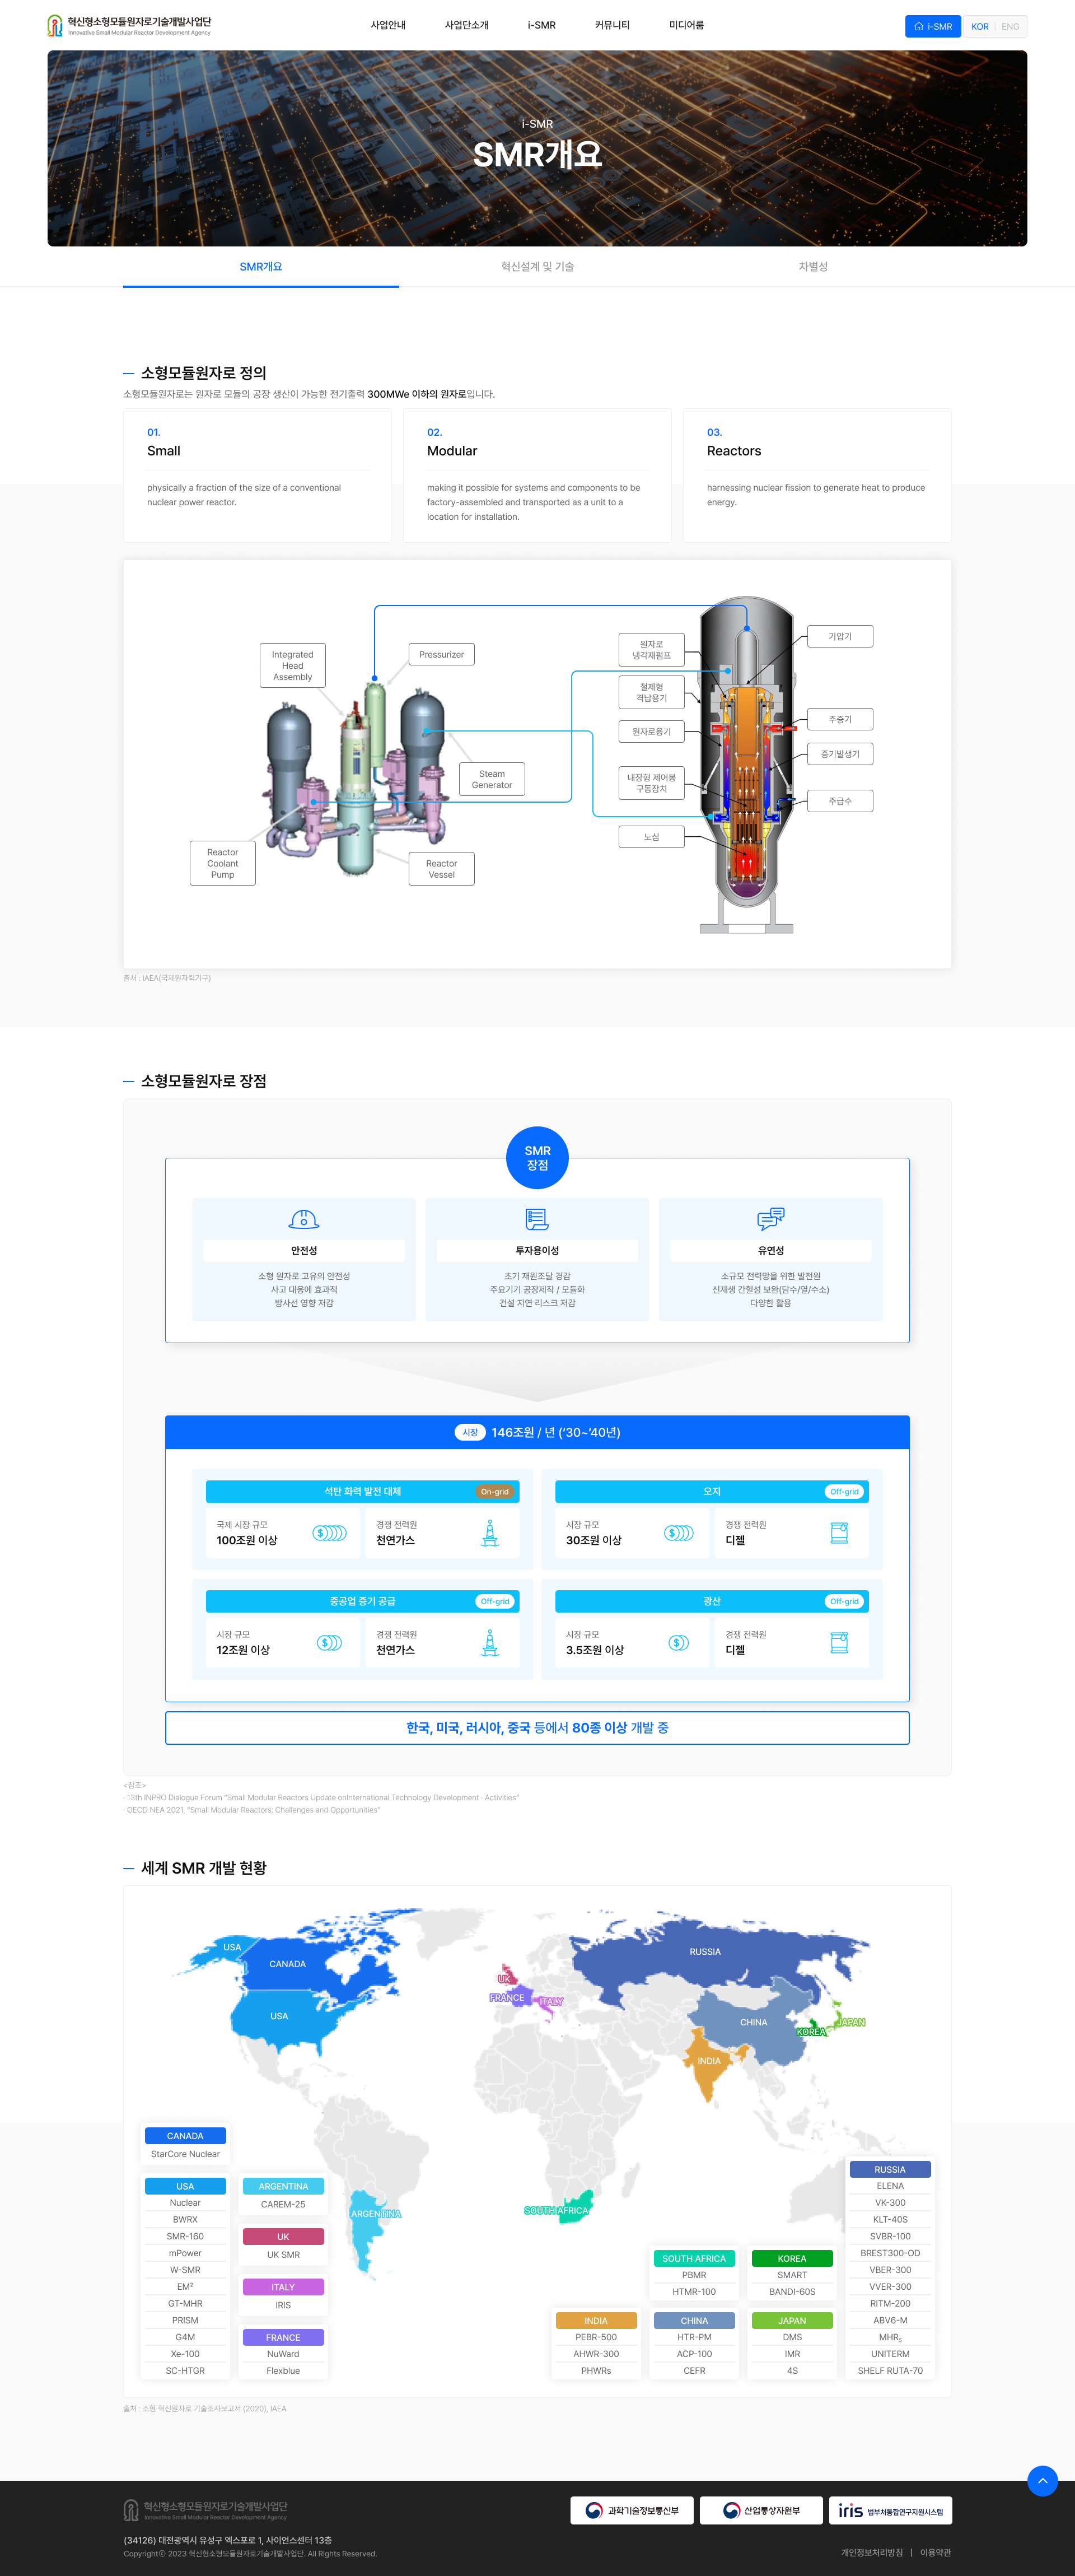 혁신형소형모듈원자로기술개발사업단
Innovative Small Modular Reactor Development Agency
사업안내
사업단소개
i-SMR
커뮤니티
미디어룸
i-SMR
KOR
ENG
i-SMR
SMR개요
SMR개요
혁신설계 및 기술
차별성
소형모듈원자로 정의
소형모듈원자로는 원자로 모듈의 공장 생산이 가능한 전기출력 300MWe 이하의 원자로입니다.
01.
Small
physically a fraction of the size of a conventional
nuclear power reactor.
02.
Modular
making it possible for systems and components to be
factory-assembled and transported as a unit to a
location for installation.
03.
Reactors
harnessing nuclear fission to generate heat to produce
energy.
Integrated
Head
Assembly
Pressurizer
Steam
Generator
Reactor
Coolant
Pump
Reactor
Vessel
원자로
냉각재펌프
철제형
격납용기
원자로용기
내장형 제어봉
구동장치
노심
가압기
주증기
증기발생기
주급수
출처 : IAEA(국제원자력기구)
소형모듈원자로 장점
SMR
장점
안전성
소형 원자로 고유의 안전성
사고 대응에 효과적
방사선 영향 저감
투자용이성
초기 재원조달 경감
주요기기 공장제작 / 모듈화
건설 지연 리스크 저감
유연성
소규모 전력망을 위한 발전원
신재생 간헐성 보완(담수/열/수소)
다양한 활용
시장 146조원 / 년 (‘30~’40년)
석탄 화력 발전 대체
On-grid
국제 시장 규모
100조원 이상
경쟁 전력원
천연가스
오지
Off-grid
시장 규모
30조원 이상
경쟁 전력원
디젤
중공업 증기 공급
Off-grid
시장 규모
12조원 이상
경쟁 전력원
천연가스
광산
Off-grid
시장 규모
3.5조원 이상
경쟁 전력원
디젤
한국, 미국, 러시아, 중국 등에서 80종 이상 개발 중
<참조>
· 13th INPRO Dialogue Forum “Small Modular Reactors Update onInternational Technology Development · Activities”
· OECD NEA 2021, “Small Modular Reactors: Challenges and Opportunities”
세계 SMR 개발 현황
USA
CANADA
USA
UK
FRANCE
ITALY
RUSSIA
CHINA
KOREA
JAPAN
INDIA
ARGENTINA
SOUTH AFRICA
CANADA
StarCore Nuclear
USA
Nuclear
BWRX
SMR-160
mPower
W-SMR
EM²
GT-MHR
PRISM
G4M
Xe-100
SC-HTGR
ARGENTINA
CAREM-25
UK
UK SMR
ITALY
IRIS
FRANCE
NuWard
Flexblue
INDIA
PEBR-500
AHWR-300
PHWRs
SOUTH AFRICA
PBMR
HTMR-100
CHINA
HTR-PM
ACP-100
CEFR
KOREA
SMART
BANDI-60S
JAPAN
DMS
IMR
4S
RUSSIA
ELENA
VK-300
KLT-40S
SVBR-100
BREST300-OD
VBER-300
VVER-300
RITM-200
ABV6-M
MHR₅
UNITERM
SHELF RUTA-70
출처 : 소형 혁신원자로 기술조사보고서 (2020), IAEA
혁신형소형모듈원자로기술개발사업단
Innovative Small Modular Reactor Development Agency
과학기술정보통신부
산업통상자원부
iris 범부처통합연구지원시스템
(34126) 대전광역시 유성구 엑스포로 1, 사이언스센터 13층
Copyrightⓒ 2023 혁신형소형모듈원자로기술개발사업단. All Rights Reserved.
개인정보처리방침 | 이용약관